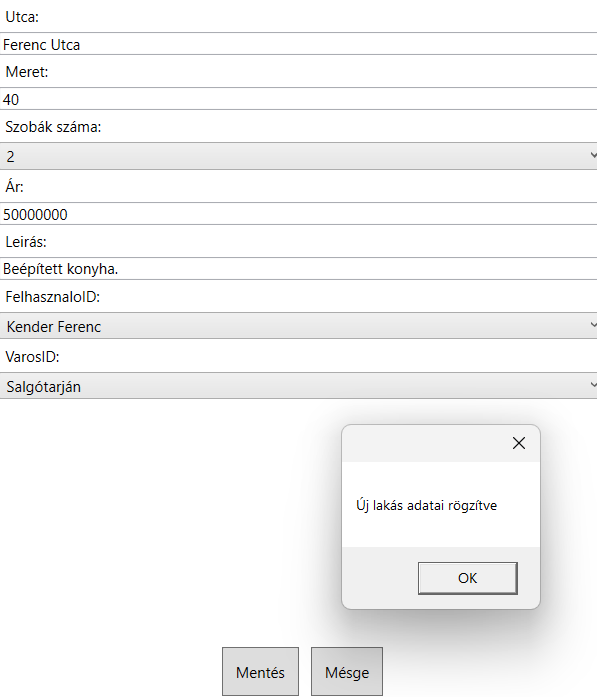 Utca:
Ferenc Utca
Meret:
40
Szobák száma:
2
Ár:
50000000
Leirás:
Beépített konyha.
FelhasznaloID:
Kender Ferenc
VarosID:
Salgótarján
Új lakás adatai rögzítve
OK
Mentés Mésge